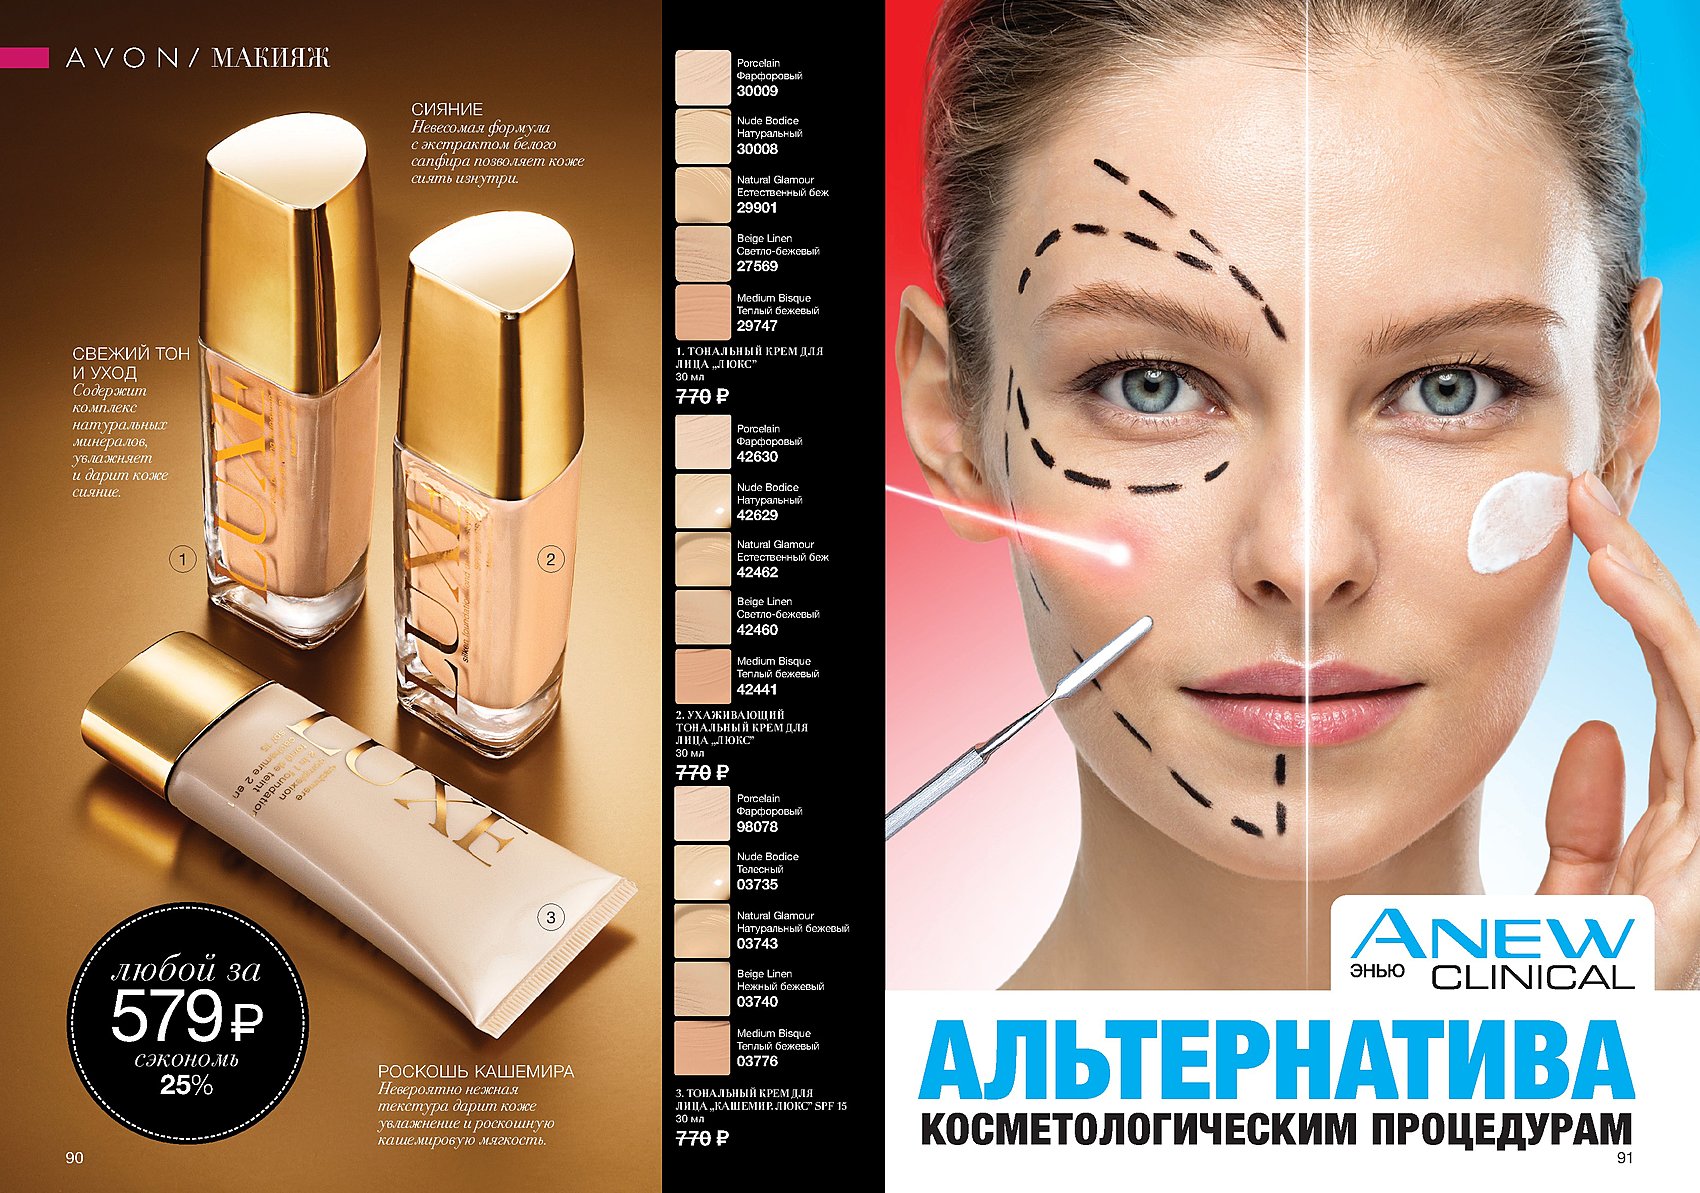 AVON / МАКИЯЖ
СИЯНИЕ
Невесомая формула
с экстрактом белого
сапфира позволяет коже
сиять изнутри.
СВЕЖИЙ ТОН
И УХОД
Содержит
комплекс
натуральных
минералов,
увлажняет
и дарит коже
сияние.
LUXE
1
LUXE
2
LUXE
3
любой за
579 ₽
сэкономь
25%
РОСКОШЬ КАШЕМИРА
Невероятно нежная
текстура дарит коже
увлажнение и роскошную
кашемировую мягкость.
90
Porcelain
Фарфоровый
30009
Nude Bodice
Натуральный
30008
Natural Glamour
Естественный беж
29901
Beige Linen
Светло-бежевый
27569
Medium Bisque
Теплый бежевый
29747
1. ТОНАЛЬНЫЙ КРЕМ ДЛЯ
ЛИЦА „ЛЮКС”
30 мл
770 ₽
Porcelain
Фарфоровый
42630
Nude Bodice
Натуральный
42629
Natural Glamour
Естественный беж
42462
Beige Linen
Светло-бежевый
42460
Medium Bisque
Теплый бежевый
42441
2. УХАЖИВАЮЩИЙ
ТОНАЛЬНЫЙ КРЕМ ДЛЯ
ЛИЦА „ЛЮКС”
30 мл
770 ₽
Porcelain
Фарфоровый
98078
Nude Bodice
Телесный
03735
Natural Glamour
Натуральный бежевый
03743
Beige Linen
Нежный бежевый
03740
Medium Bisque
Теплый бежевый
03776
3. ТОНАЛЬНЫЙ КРЕМ ДЛЯ
ЛИЦА „КАШЕМИР. ЛЮКС” SPF 15
30 мл
770 ₽
ANEW
ЭНЬЮ CLINICAL
АЛЬТЕРНАТИВА
КОСМЕТОЛОГИЧЕСКИМ ПРОЦЕДУРАМ
91